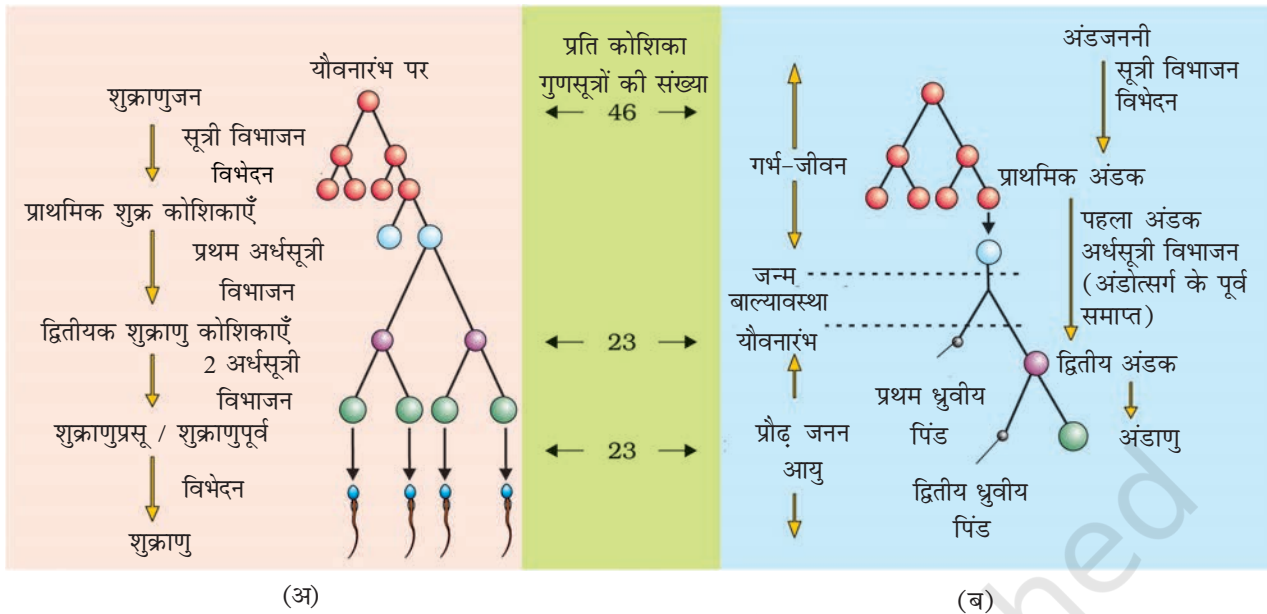 यौवनारंभ पर
शुक्राणुजन
सूत्री विभाजन
विभेदन
प्राथमिक शुक्र कोशिकाएँ
प्रथम अर्धसूत्री
विभाजन
द्वितीयक शुक्राणु कोशिकाएँ
2 अर्धसूत्री
विभाजन
शुक्राणुप्रसू / शुक्राणुपूर्व
विभेदन
शुक्राणु
(अ)
प्रति कोशिका
गुणसूत्रों की संख्या
46
23
23
गर्भ-जीवन
जन्म
बाल्यावस्था
यौवनारंभ
प्रौढ़ जनन
आयु
प्रथम ध्रुवीय
पिंड
द्वितीय ध्रुवीय
पिंड
अंडजननी
सूत्री विभाजन
विभेदन
प्राथमिक अंडक
पहला अंडक
अर्धसूत्री विभाजन
(अंडोत्सर्ग के पूर्व
समाप्त)
द्वितीय अंडक
अंडाणु
(ब)